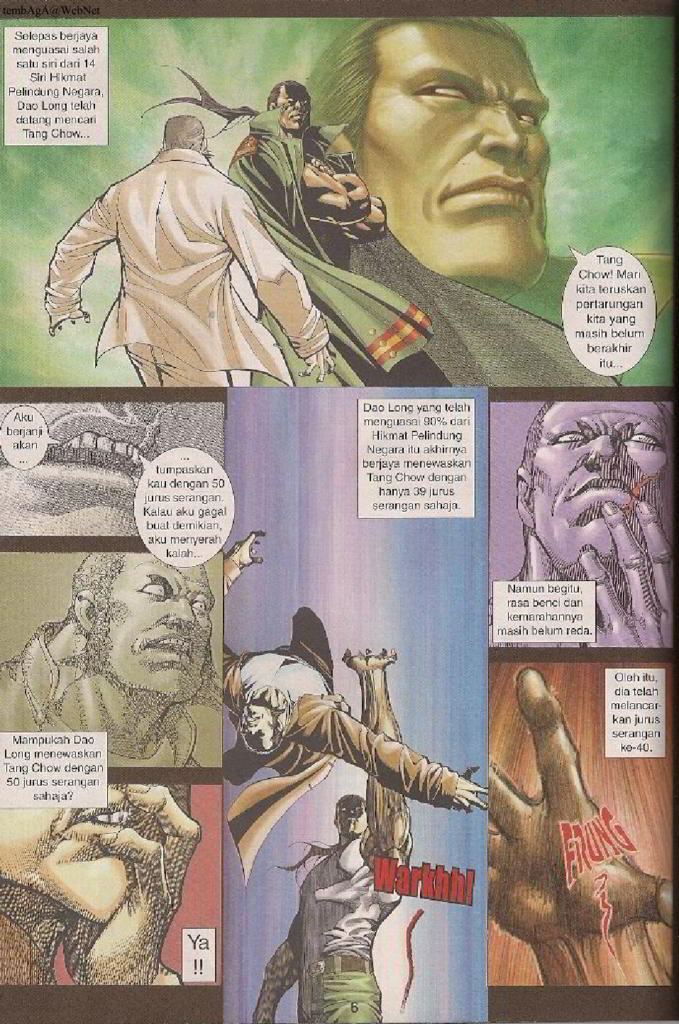 tembAgA@WebNet
Selepas berjaya
menguasai salah
satu siri dari 14
Siri Hikmat
Pelindung Negara,
Dao Long telah
datang mencari
Tang Chow...
Tang
Chow! Mari
kita teruskan
pertarungan
kita yang
masih belum
berakhir
itu...
Aku
berjanji
akan
...
...
tumpaskan
kau dengan 50
jurus serangan.
Kalau aku gagal
buat demikian,
aku menyerah
kalah...
Mampukah Dao
Long menewaskan
Tang Chow dengan
50 jurus serangan
sahaja?
Ya
!!
Dao Long yang telah
menguasai 90% dari
Hikmat Pelindung
Negara itu akhirnya
berjaya menewaskan
Tang Chow dengan
hanya 39 jurus
serangan sahaja.
Warkhh!
Namun begitu,
rasa benci dan
kemarahannya
masih belum reda.
Oleh itu,
dia telah
melancar-
kan jurus
serangan
ke-40.
FRUNG
6